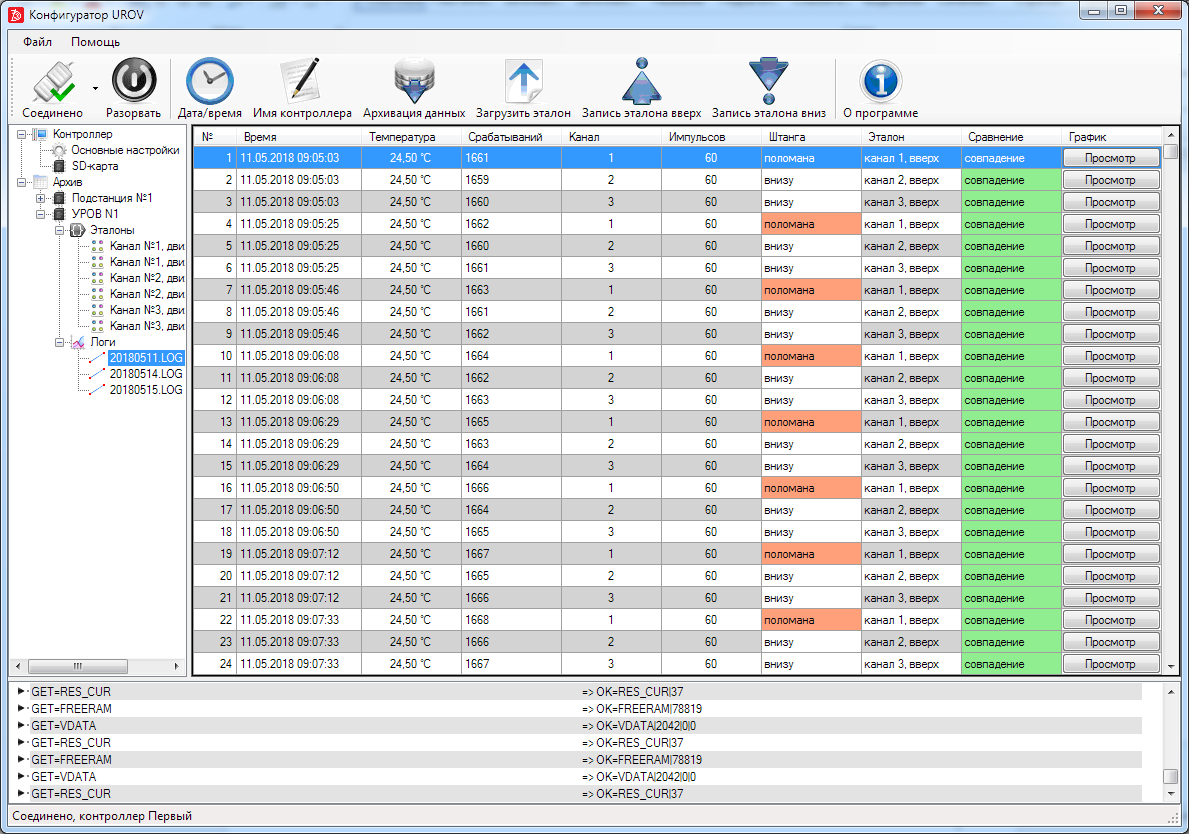 Конфигуратор UROV
Файл Помощь
Соединено Разорвать Дата/время Имя контроллера Архивация данных Загрузить эталон Запись эталона вверх Запись эталона вниз О программе
Контроллер
Основные настройки
SD-карта
Архив
Подстанция №1
УРОВ N1
Эталоны
Канал №1, дви
Канал №1, дви
Канал №2, дви
Канал №2, дви
Канал №3, дви
Канал №3, дви
Логи
20180511.LOG
20180514.LOG
20180515.LOG
№ Время Температура Срабатываний Канал Импульсов Штанга Эталон Сравнение График
1 11.05.2018 09:05:03 24,50 °C 1661 1 60 поломана канал 1, вверх совпадение Просмотр
2 11.05.2018 09:05:03 24,50 °C 1659 2 60 внизу канал 2, вверх совпадение Просмотр
3 11.05.2018 09:05:03 24,50 °C 1660 3 60 внизу канал 3, вверх совпадение Просмотр
4 11.05.2018 09:05:25 24,50 °C 1662 1 60 поломана канал 1, вверх совпадение Просмотр
5 11.05.2018 09:05:25 24,50 °C 1660 2 60 внизу канал 2, вверх совпадение Просмотр
6 11.05.2018 09:05:25 24,50 °C 1661 3 60 внизу канал 3, вверх совпадение Просмотр
7 11.05.2018 09:05:46 24,50 °C 1663 1 60 поломана канал 1, вверх совпадение Просмотр
8 11.05.2018 09:05:46 24,50 °C 1661 2 60 внизу канал 2, вверх совпадение Просмотр
9 11.05.2018 09:05:46 24,50 °C 1662 3 60 внизу канал 3, вверх совпадение Просмотр
10 11.05.2018 09:06:08 24,50 °C 1664 1 60 поломана канал 1, вверх совпадение Просмотр
11 11.05.2018 09:06:08 24,50 °C 1662 2 60 внизу канал 2, вверх совпадение Просмотр
12 11.05.2018 09:06:08 24,50 °C 1663 3 60 внизу канал 3, вверх совпадение Просмотр
13 11.05.2018 09:06:29 24,50 °C 1665 1 60 поломана канал 1, вверх совпадение Просмотр
14 11.05.2018 09:06:29 24,50 °C 1663 2 60 внизу канал 2, вверх совпадение Просмотр
15 11.05.2018 09:06:29 24,50 °C 1664 3 60 внизу канал 3, вверх совпадение Просмотр
16 11.05.2018 09:06:50 24,50 °C 1666 1 60 поломана канал 1, вверх совпадение Просмотр
17 11.05.2018 09:06:50 24,50 °C 1664 2 60 внизу канал 2, вверх совпадение Просмотр
18 11.05.2018 09:06:50 24,50 °C 1665 3 60 внизу канал 3, вверх совпадение Просмотр
19 11.05.2018 09:07:12 24,50 °C 1667 1 60 поломана канал 1, вверх совпадение Просмотр
20 11.05.2018 09:07:12 24,50 °C 1665 2 60 внизу канал 2, вверх совпадение Просмотр
21 11.05.2018 09:07:12 24,50 °C 1666 3 60 внизу канал 3, вверх совпадение Просмотр
22 11.05.2018 09:07:33 24,50 °C 1668 1 60 поломана канал 1, вверх совпадение Просмотр
23 11.05.2018 09:07:33 24,50 °C 1666 2 60 внизу канал 2, вверх совпадение Просмотр
24 11.05.2018 09:07:33 24,50 °C 1667 3 60 внизу канал 3, вверх совпадение Просмотр
GET=RES_CUR => OK=RES_CUR|37
GET=FREERAM => OK=FREERAM|78819
GET=VDATA => OK=VDATA|2042|0|0
GET=RES_CUR => OK=RES_CUR|37
GET=FREERAM => OK=FREERAM|78819
GET=VDATA => OK=VDATA|2042|0|0
GET=RES_CUR => OK=RES_CUR|37
Соединено, контроллер Первый